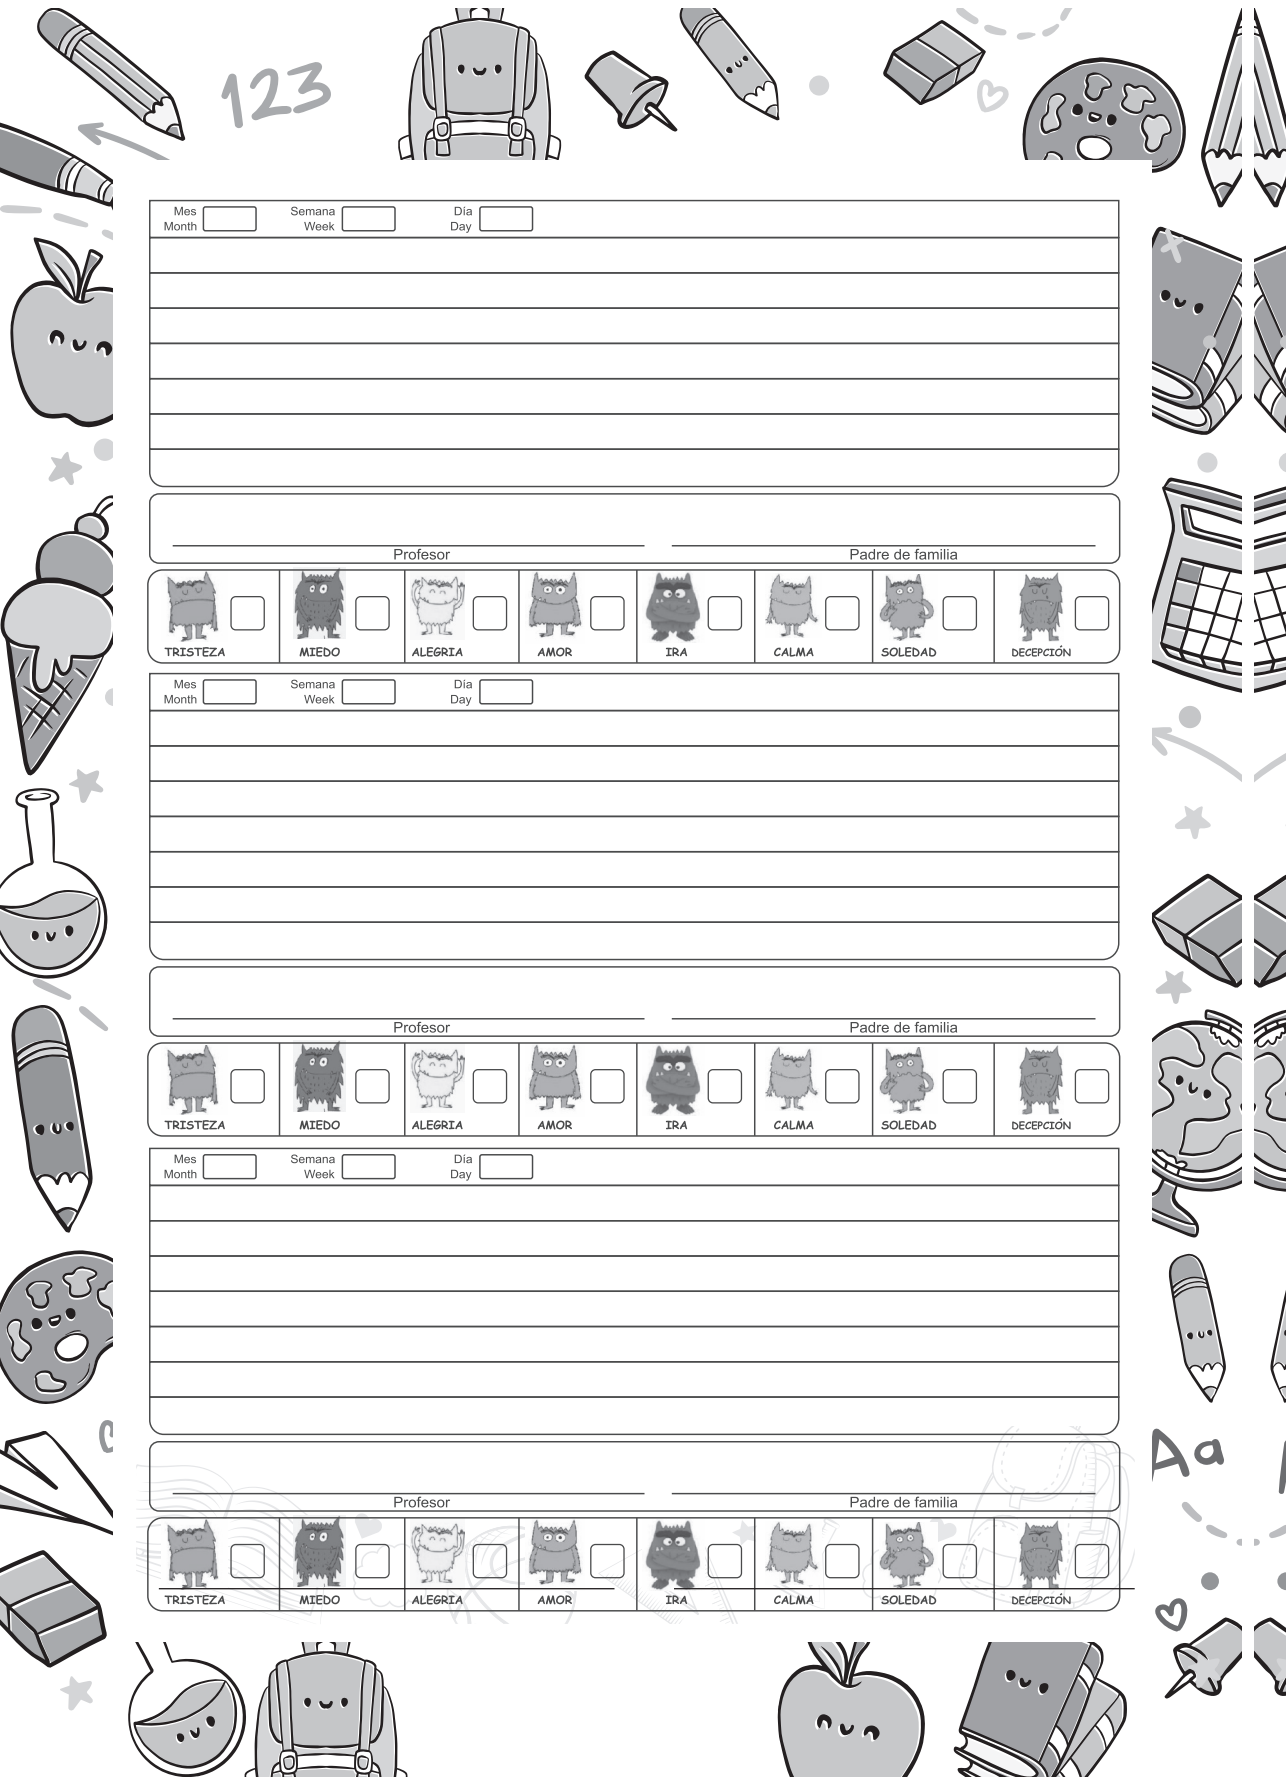 123
Mes Semana Día
Month Week Day
Profesor Padre de familia
TRISTEZA MIEDO ALEGRIA AMOR IRA CALMA SOLEDAD DECEPCIÓN
Mes Semana Día
Month Week Day
Profesor Padre de familia
TRISTEZA MIEDO ALEGRIA AMOR IRA CALMA SOLEDAD DECEPCIÓN
Mes Semana Día
Month Week Day
Aa
Profesor Padre de familia
TRISTEZA MIEDO ALEGRIA AMOR IRA CALMA SOLEDAD DECEPCIÓN